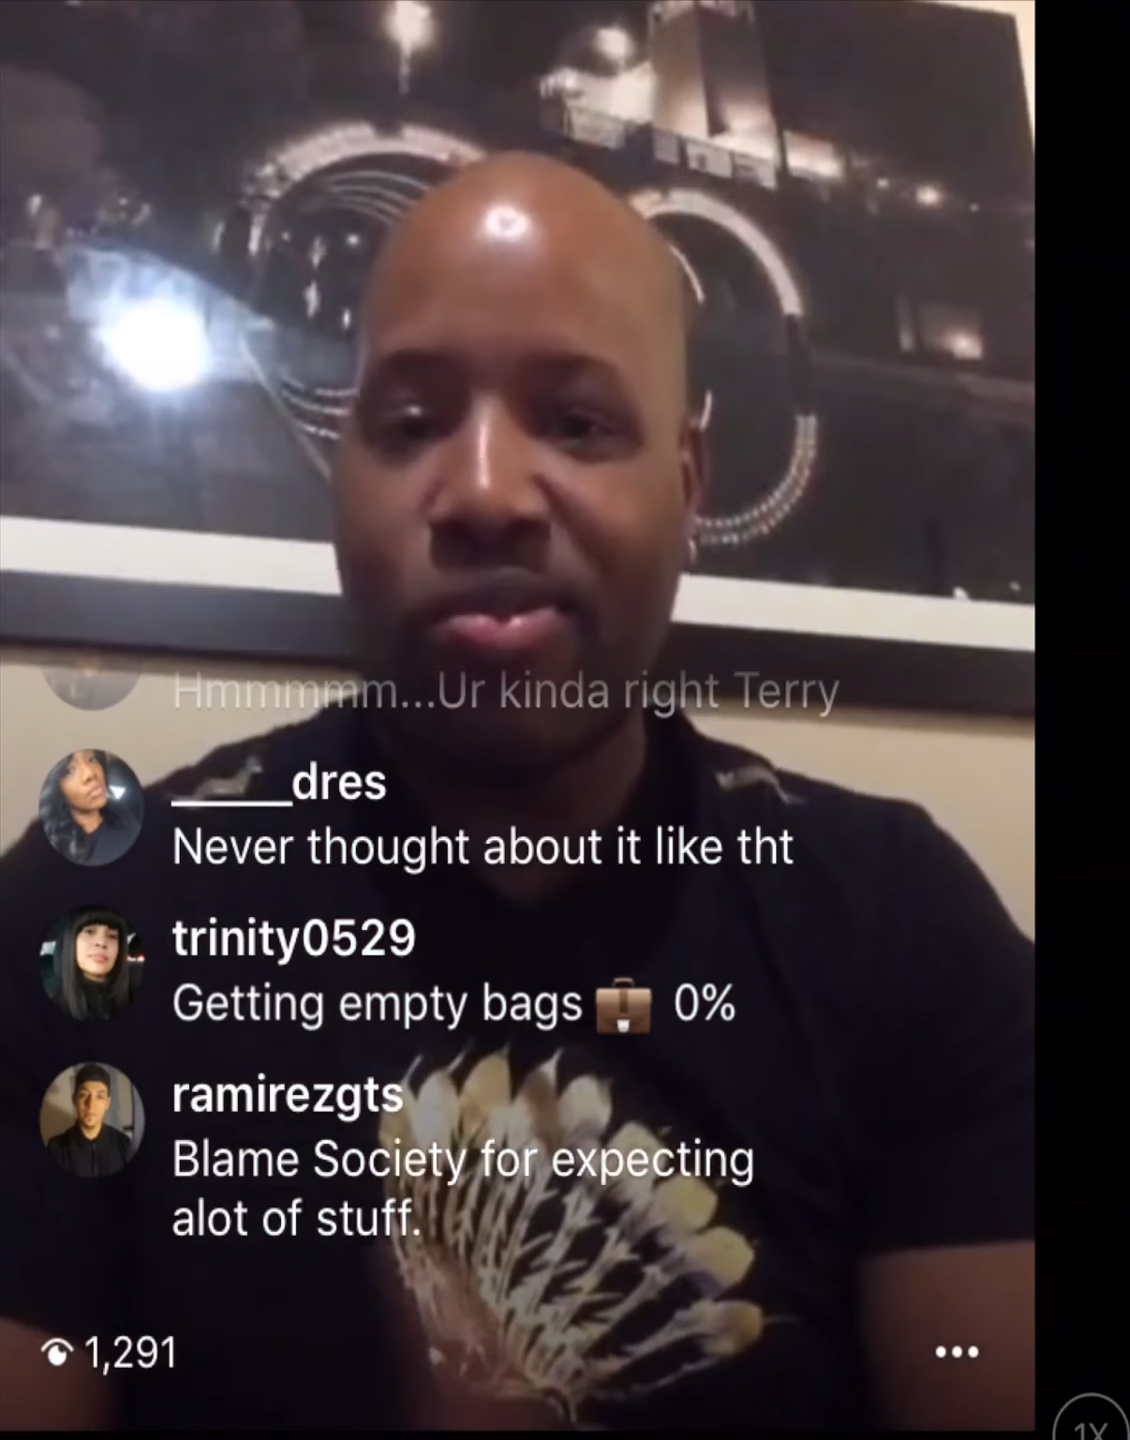 Hmmmmm...Ur kinda right Terry
_____dres
Never thought about it like tht
trinity0529
Getting empty bags 💼 0%
ramirezgts
Blame Society for expecting
alot of stuff.
1,291
1X